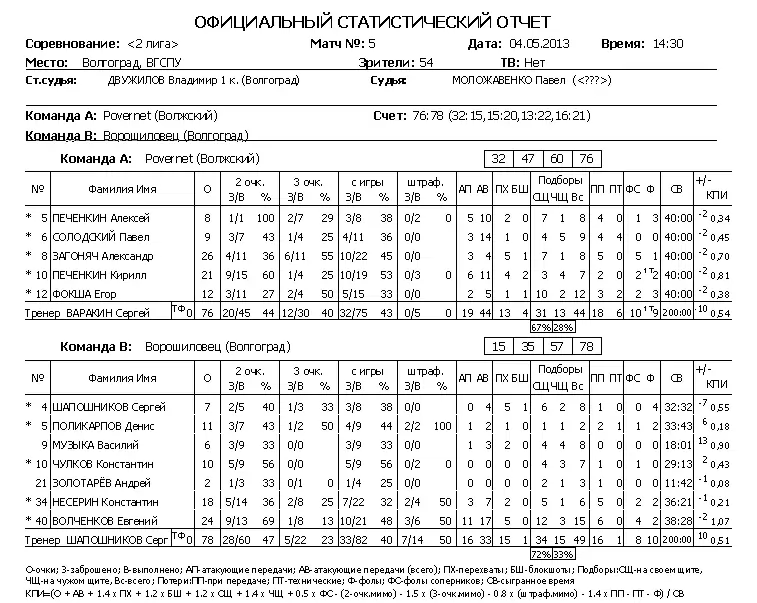 ОФИЦИАЛЬНЫЙ СТАТИСТИЧЕСКИЙ ОТЧЕТ
Соревнование: <2 лига> Матч №: 5 Дата: 04.05.2013 Время: 14:30
Место: Волгоград, ВГСПУ Зрители: 54 ТВ: Нет
Ст.судья: ДВУЖИЛОВ Владимир 1 к. (Волгоград) Судья: МОЛОЖАВЕНКО Павел (<???>)
Команда А: Povernet (Волжский) Счет: 76:78 (32:15,15:20,13:22,16:21)
Команда В: Ворошиловец (Волгоград)
Команда А: Povernet (Волжский) 32 47 60 76
№ Фамилия Имя О 2 очк. З/В % 3 очк. З/В % с игры З/В % штраф. З/В % АП АВ ПХ БШ Подборы СЩ ЧЩ Вс ПП ПТ ФС Ф СВ +/- КПИ
* 5 ПЕЧЕНКИН Алексей 8 1/1 100 2/7 29 3/8 38 0/2 0 5 10 2 0 7 1 8 4 0 1 3 40:00 -2 0,34
* 6 СОЛОДСКИЙ Павел 9 3/7 43 1/4 25 4/11 36 0/0 3 14 1 0 4 5 9 4 4 0 0 40:00 -2 0,45
* 8 ЗАГОНЯЧ Александр 26 4/11 36 6/11 55 10/22 45 0/0 3 4 5 1 7 1 8 5 0 5 1 40:00 -2 0,70
* 10 ПЕЧЕНКИН Кирилл 21 9/15 60 1/4 25 10/19 53 0/3 0 6 11 4 2 3 4 7 2 0 2 1Т2 40:00 -2 0,81
* 12 ФОКША Егор 12 3/11 27 2/4 50 5/15 33 0/0 2 5 1 1 10 2 12 3 2 2 3 40:00 -2 0,38
Тренер ВАРАКИН Сергей ТФ0 76 20/45 44 12/30 40 32/75 43 0/5 0 19 44 13 4 31 13 44 18 6 10 1Т9 200:00 -10 0,54
67% 28%
Команда В: Ворошиловец (Волгоград) 15 35 57 78
№ Фамилия Имя О 2 очк. З/В % 3 очк. З/В % с игры З/В % штраф. З/В % АП АВ ПХ БШ Подборы СЩ ЧЩ Вс ПП ПТ ФС Ф СВ +/- КПИ
* 4 ШАПОШНИКОВ Сергей 7 2/5 40 1/3 33 3/8 38 0/0 0 4 5 1 6 2 8 1 0 0 4 32:32 -7 0,55
* 5 ПОЛИКАРПОВ Денис 11 3/7 43 1/2 50 4/9 44 2/2 100 1 2 1 0 1 1 2 2 1 1 2 33:43 6 0,18
9 МУЗЫКА Василий 6 3/9 33 0/0 3/9 33 0/0 1 3 2 0 4 4 8 0 0 0 0 18:01 13 0,90
* 10 ЧУЛКОВ Константин 10 5/9 56 0/0 5/9 56 0/2 0 0 0 0 0 4 3 7 1 0 1 0 29:13 2 0,43
21 ЗОЛОТАРЁВ Андрей 2 1/3 33 0/1 0 1/4 25 0/0 0 0 0 0 2 1 3 1 0 0 0 11:42 -1 0,08
* 34 НЕСЕРИН Константин 18 5/14 36 2/8 25 7/22 32 2/4 50 3 7 2 0 5 1 6 5 0 2 2 36:21 -1 0,21
* 40 ВОЛЧЕНКОВ Евгений 24 9/13 69 1/8 13 10/21 48 3/6 50 11 17 5 0 12 3 15 6 0 4 2 38:28 -2 1,07
Тренер ШАПОШНИКОВ Серг ТФ0 78 28/60 47 5/22 23 33/82 40 7/14 50 16 33 15 1 34 15 49 16 1 8 10 200:00 10 0,51
72% 33%
О-очки; З-заброшено; В-выполнено; АП-атакующие передачи; АВ-атакующие передачи (всего); ПХ-перехваты; БШ-блокшоты; Подборы:СЩ-на своем щите,
ЧЩ-на чужом щите, Вс-всего; Потери:ПП-при передаче; ПТ-технические; Ф-фолы; ФС-фолы соперников; СВ-сыгранное время
КПИ=(О + АВ + 1.4 х ПХ + 1.2 х БШ + 1.2 х СЩ + 1.4 х ЧЩ +0.5 х ФС - (2-очк.мимо) - 1.5 х (3-очк.мимо) - 0.8 х (штраф.мимо) - 1.4 х ПП - ПТ - Ф) / СВ